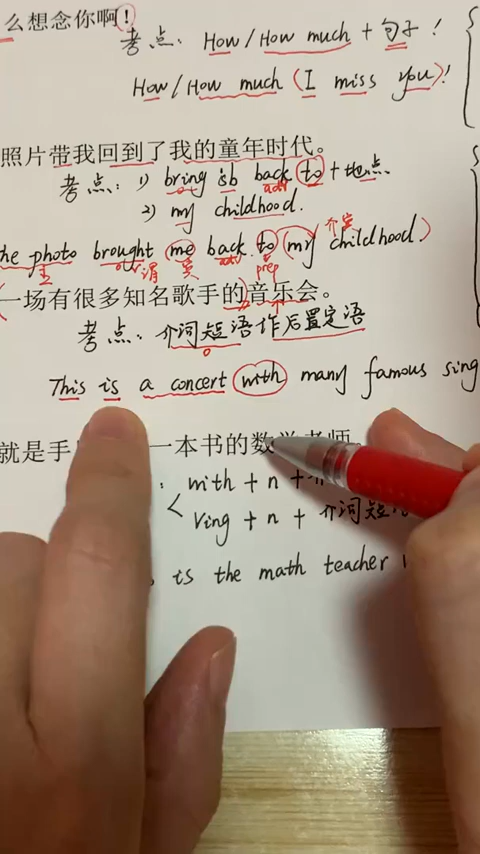 么想念你啊！
考点： How / How much + 句子！
How / How much (I miss you)!
照片带我回到了我的童年时代。
考点： 1) bring sb back to + 地点
adv
2) my childhood.
介宾
the photo brought me back to (my childhood)
主 谓 宾 adv prep
一场有很多知名歌手的音乐会。
考点： 介词短语作后置定语
This is a concert with many famous sing
就是手 一本书的数学老师
: with + n +
Ving + n + 介词短
is the math teacher